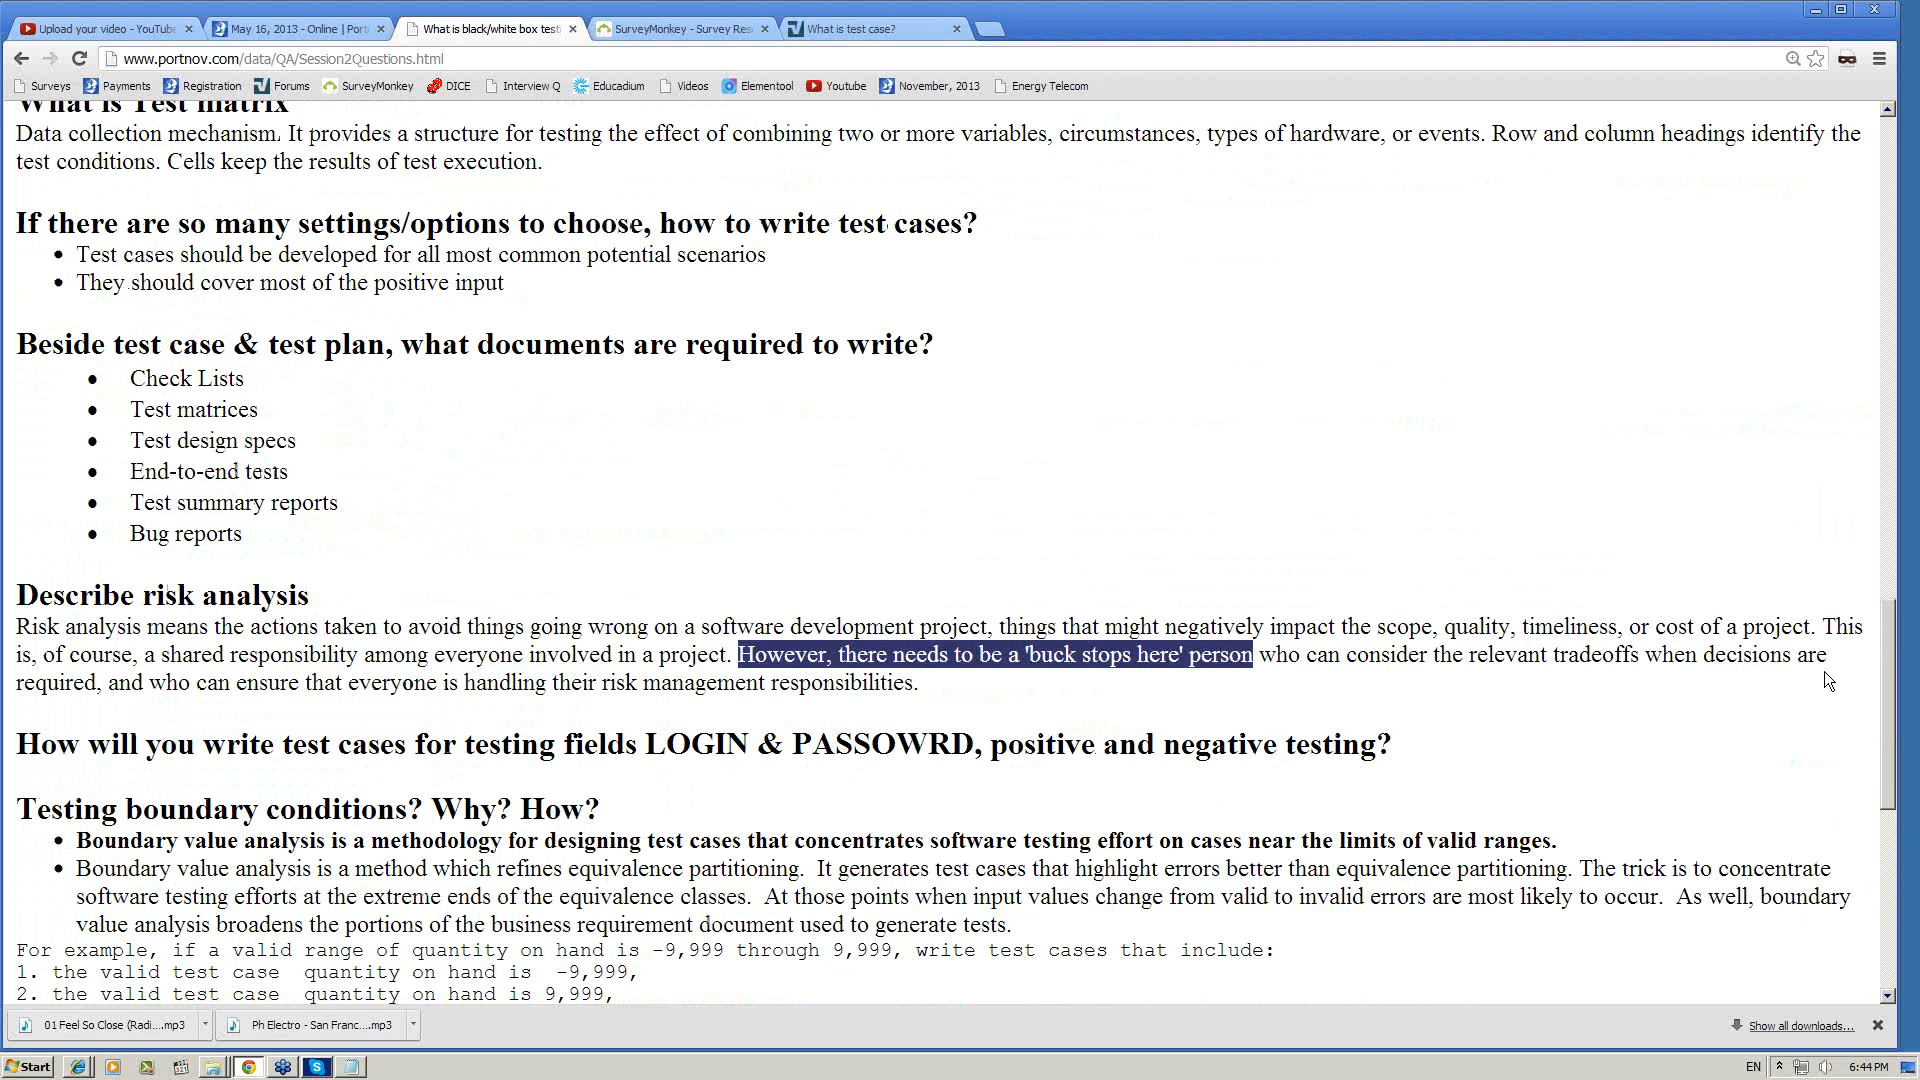 Upload your video - YouTube
May 16, 2013 - Online | Port
What is black/white box test
SurveyMonkey - Survey Res
What is test case?
www.portnov.com/data/QA/Session2Questions.html
Surveys Payments Registration Forums SurveyMonkey DICE Interview Q Educadium Videos Elementool Youtube November, 2013 Energy Telecom
What is Test matrix
Data collection mechanism. It provides a structure for testing the effect of combining two or more variables, circumstances, types of hardware, or events. Row and column headings identify the
test conditions. Cells keep the results of test execution.
If there are so many settings/options to choose, how to write test cases?
• Test cases should be developed for all most common potential scenarios
• They should cover most of the positive input
Beside test case & test plan, what documents are required to write?
• Check Lists
• Test matrices
• Test design specs
• End-to-end tests
• Test summary reports
• Bug reports
Describe risk analysis
Risk analysis means the actions taken to avoid things going wrong on a software development project, things that might negatively impact the scope, quality, timeliness, or cost of a project. This
is, of course, a shared responsibility among everyone involved in a project. However, there needs to be a 'buck stops here' person who can consider the relevant tradeoffs when decisions are
required, and who can ensure that everyone is handling their risk management responsibilities.
How will you write test cases for testing fields LOGIN & PASSOWRD, positive and negative testing?
Testing boundary conditions? Why? How?
• Boundary value analysis is a methodology for designing test cases that concentrates software testing effort on cases near the limits of valid ranges.
• Boundary value analysis is a method which refines equivalence partitioning.  It generates test cases that highlight errors better than equivalence partitioning. The trick is to concentrate
software testing efforts at the extreme ends of the equivalence classes.  At those points when input values change from valid to invalid errors are most likely to occur.  As well, boundary
value analysis broadens the portions of the business requirement document used to generate tests.
For example, if a valid range of quantity on hand is -9,999 through 9,999, write test cases that include:
1. the valid test case  quantity on hand is  -9,999,
2. the valid test case  quantity on hand is 9,999,
01 Feel So Close (Radi....mp3
Ph Electro - San Franc....mp3
Show all downloads...
Start
EN
6:44 PM